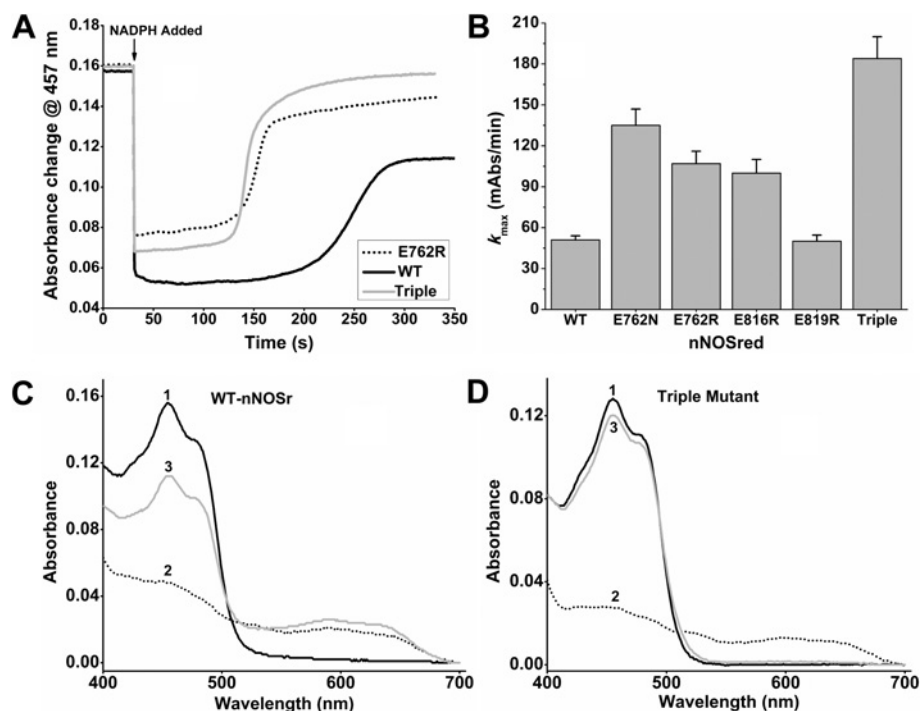 A
NADPH Added
Absorbance change @ 457 nm
0.16
0.14
0.12
0.10
0.08
0.06
0.04
E762R
WT
Triple
0 50 100 150 200 250 300 350
Time (s)
B
kmax (mAbs/min)
180
150
120
90
60
30
0
WT E762N E762R E816R E819R Triple
nNOSred
C
WT-nNOSr
Absorbance
0.16
0.12
0.08
0.04
0.00
1
3
2
400 500 600 700
Wavelength (nm)
D
Triple Mutant
Absorbance
0.12
0.08
0.04
0.00
1
3
2
400 500 600 700
Wavelength (nm)